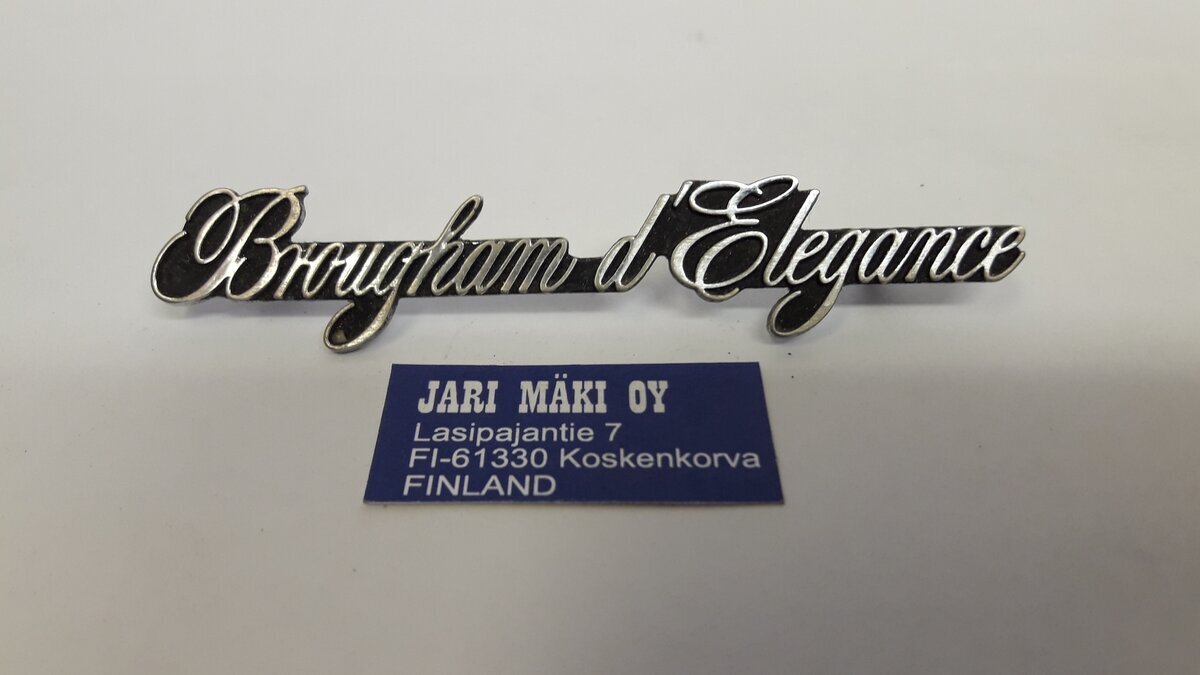 Brougham d'Elegance
JARI MÄKI OY
Lasipajantie 7
FI-61330 Koskenkorva
FINLAND